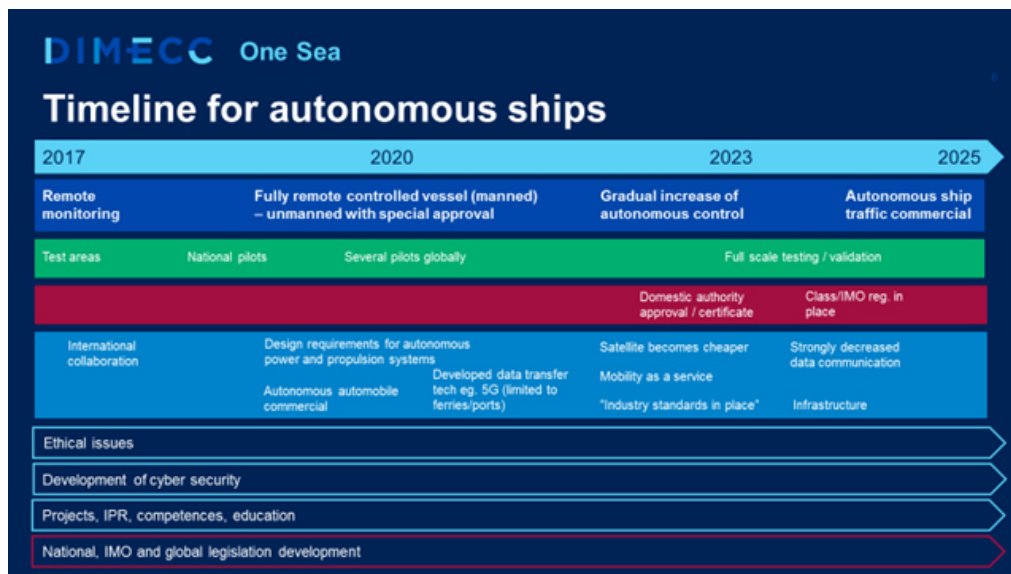 DIMECC One Sea
6
Timeline for autonomous ships
2017 2020 2023 2025
Remote
monitoring
Fully remote controlled vessel (manned)
– unmanned with special approval
Gradual increase of
autonomous control
Autonomous ship
traffic commercial
Test areas National pilots Several pilots globally Full scale testing / validation
Domestic authority
approval / certificate
Class/IMO reg. in
place
International
collaboration
Design requirements for autonomous
power and propulsion systems
Autonomous automobile
commercial
Developed data transfer
tech eg. 5G (limited to
ferries/ports)
Satellite becomes cheaper
Mobility as a service
"Industry standards in place"
Strongly decreased
data communication
Infrastructure
Ethical issues
Development of cyber security
Projects, IPR, competences, education
National, IMO and global legislation development